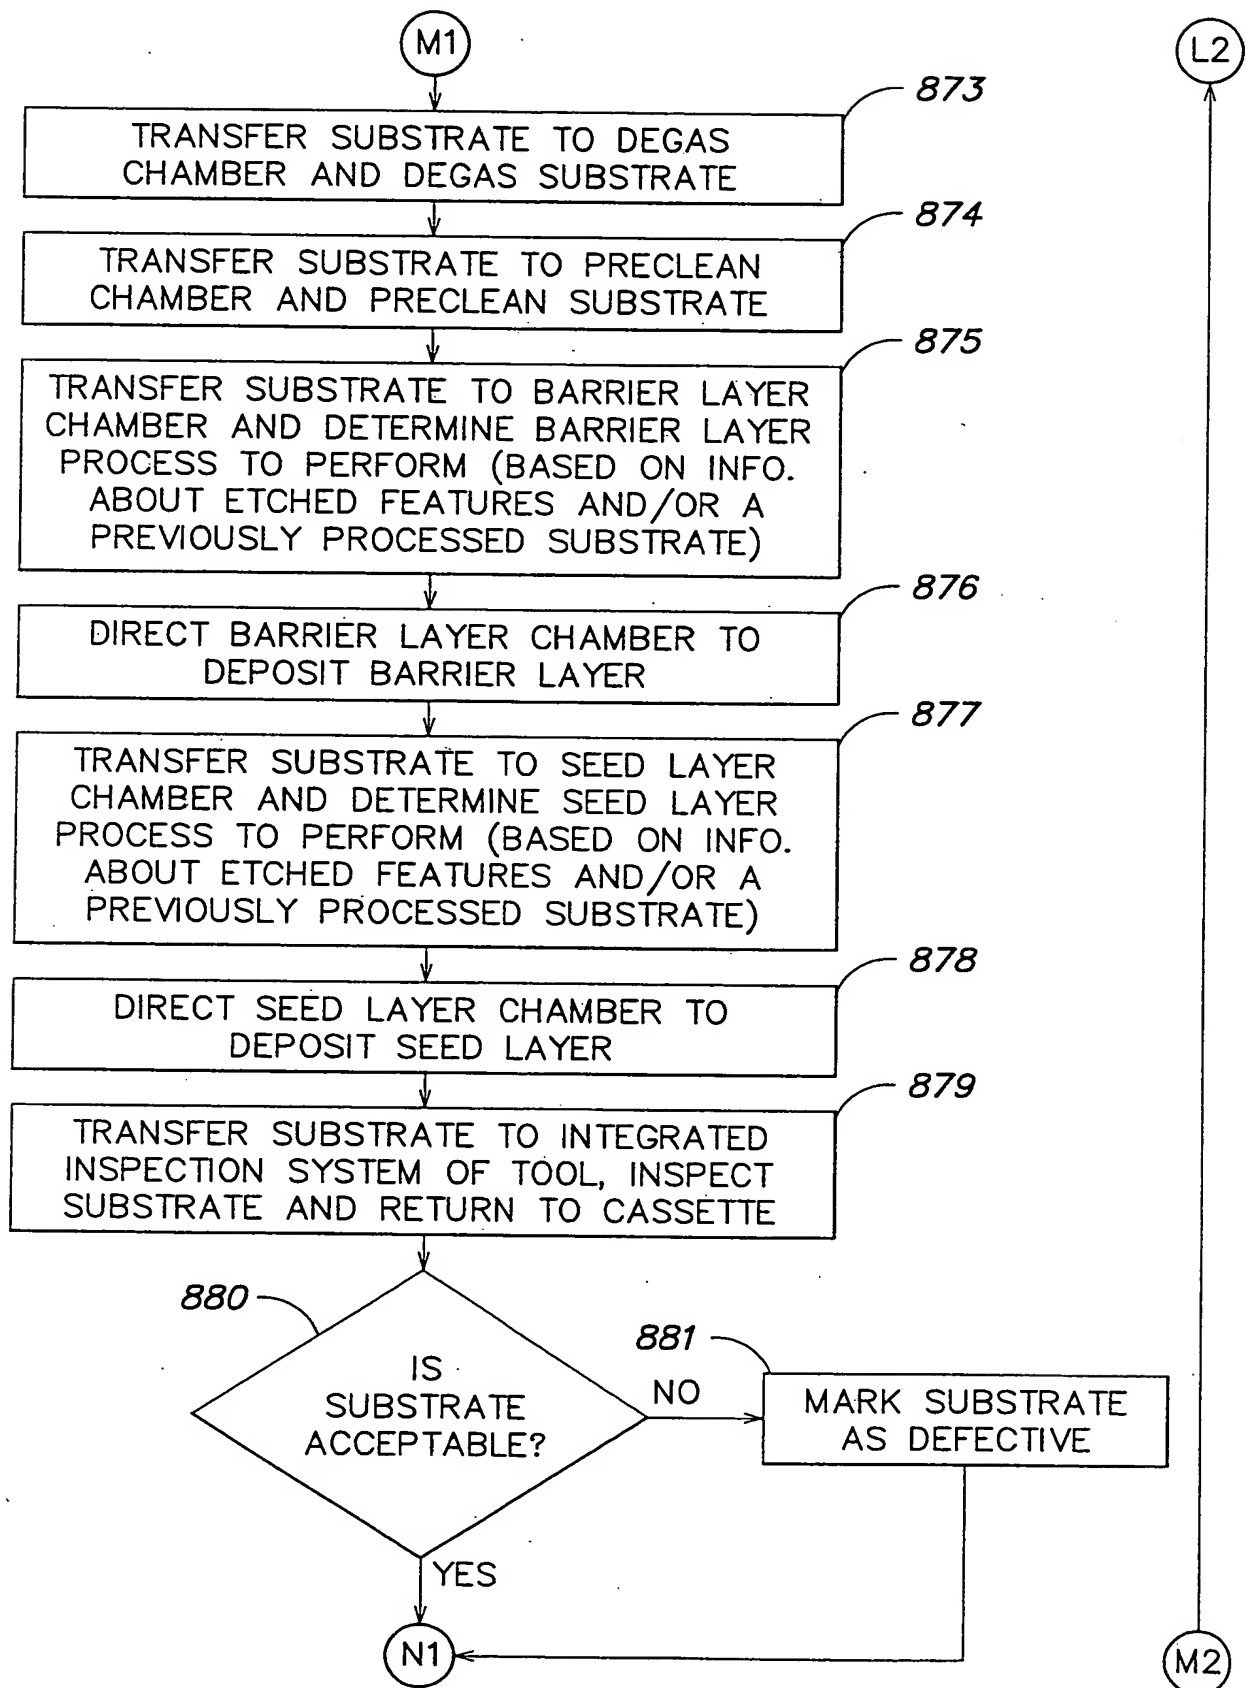 M1
L2
873
TRANSFER SUBSTRATE TO DEGAS
CHAMBER AND DEGAS SUBSTRATE
874
TRANSFER SUBSTRATE TO PRECLEAN
CHAMBER AND PRECLEAN SUBSTRATE
875
TRANSFER SUBSTRATE TO BARRIER LAYER
CHAMBER AND DETERMINE BARRIER LAYER
PROCESS TO PERFORM (BASED ON INFO.
ABOUT ETCHED FEATURES AND/OR A
PREVIOUSLY PROCESSED SUBSTRATE)
876
DIRECT BARRIER LAYER CHAMBER TO
DEPOSIT BARRIER LAYER
877
TRANSFER SUBSTRATE TO SEED LAYER
CHAMBER AND DETERMINE SEED LAYER
PROCESS TO PERFORM (BASED ON INFO.
ABOUT ETCHED FEATURES AND/OR A
PREVIOUSLY PROCESSED SUBSTRATE)
878
DIRECT SEED LAYER CHAMBER TO
DEPOSIT SEED LAYER
879
TRANSFER SUBSTRATE TO INTEGRATED
INSPECTION SYSTEM OF TOOL, INSPECT
SUBSTRATE AND RETURN TO CASSETTE
880
IS
SUBSTRATE
ACCEPTABLE?
NO
881
MARK SUBSTRATE
AS DEFECTIVE
YES
N1
M2